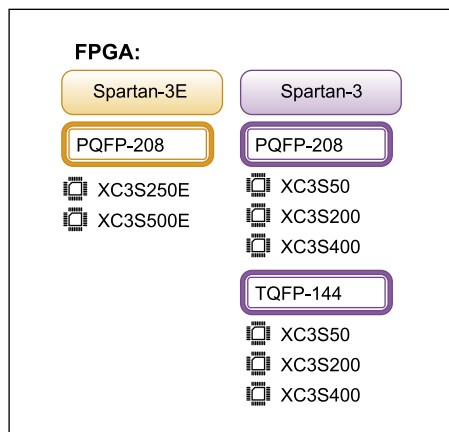 FPGA:
Spartan-3E
PQFP-208
XC3S250E
XC3S500E
Spartan-3
PQFP-208
XC3S50
XC3S200
XC3S400
TQFP-144
XC3S50
XC3S200
XC3S400